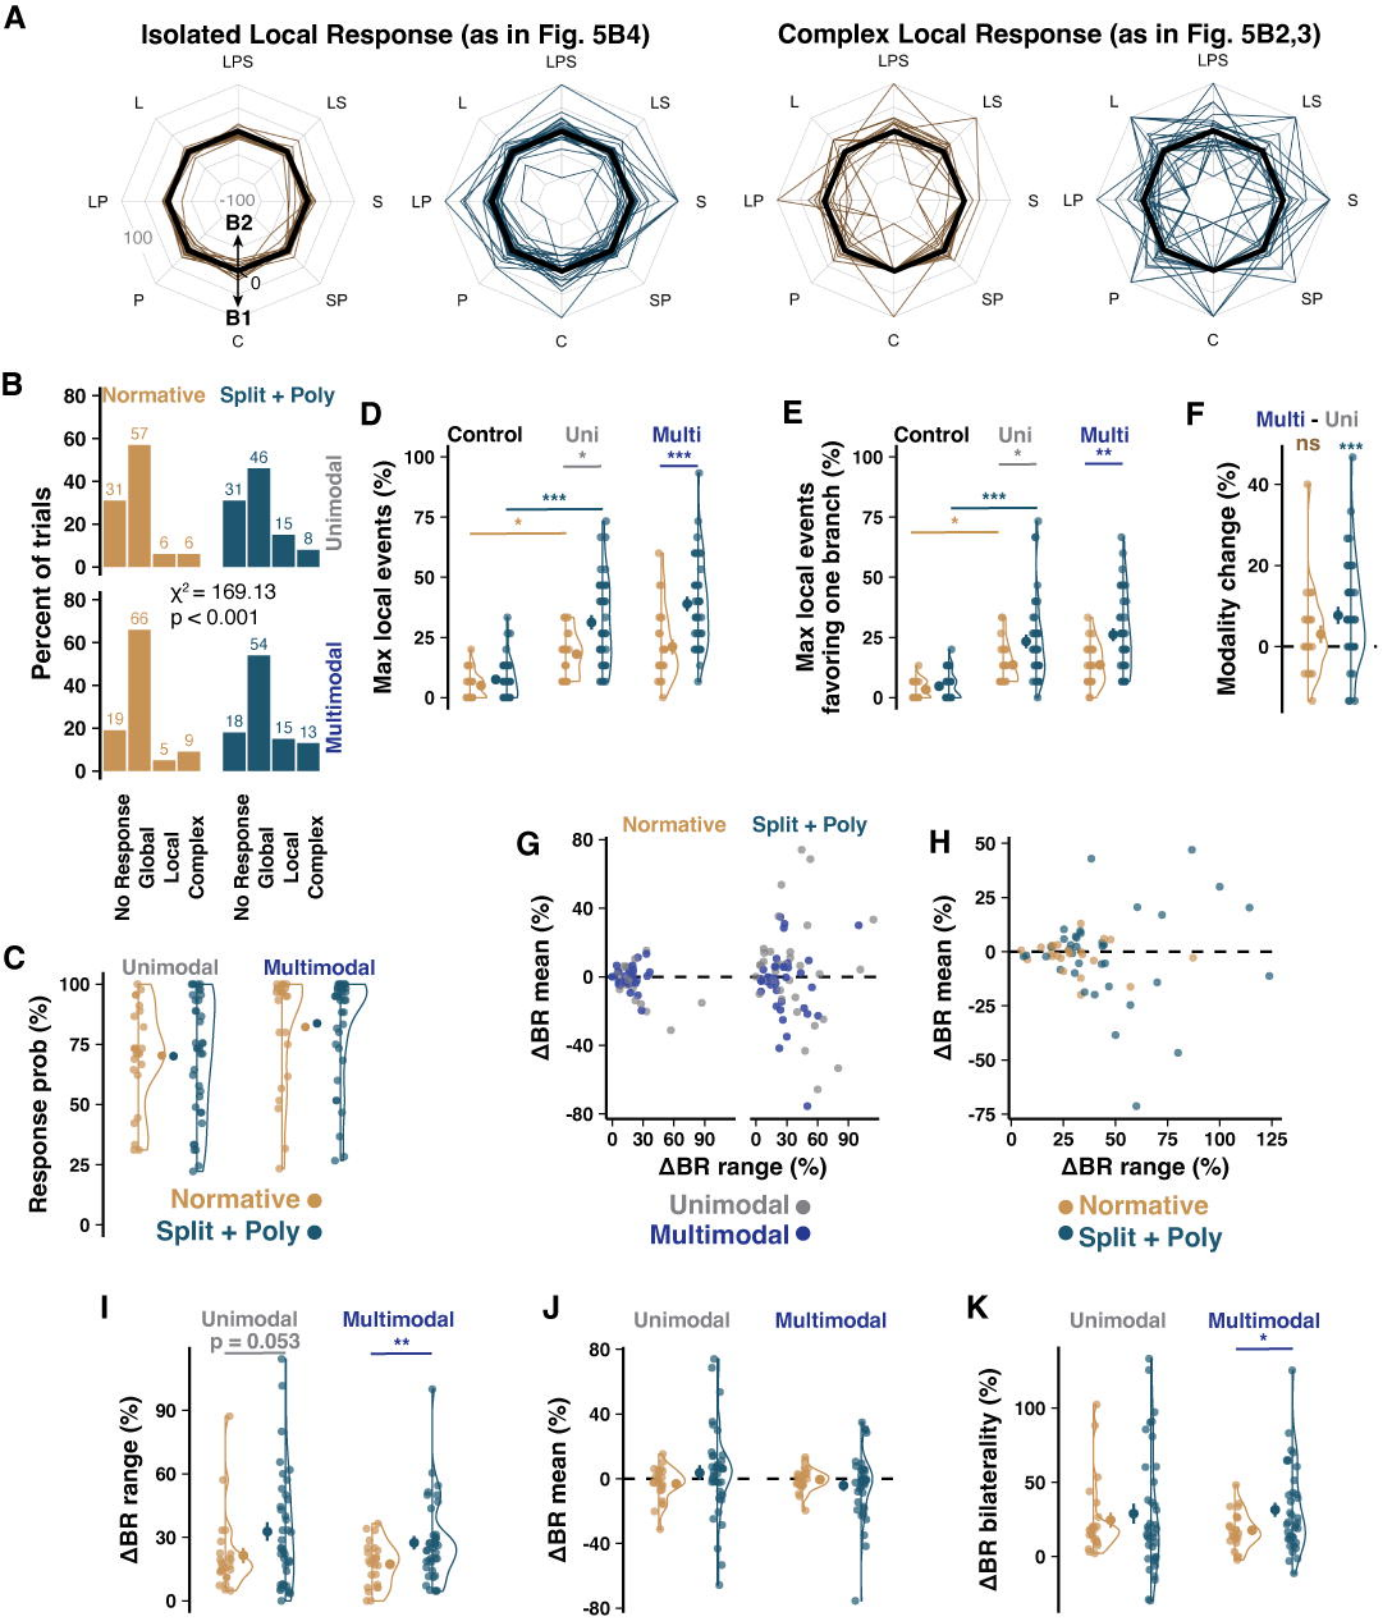 A
Isolated Local Response (as in Fig. 5B4)
Complex Local Response (as in Fig. 5B2,3)
LPS
LPS
LPS
LPS
L
LS
L
LS
L
LS
L
LS
LP
-100
S
LP
S
LP
S
LP
S
B2
100
0
P
SP
P
SP
P
SP
P
SP
B1
C
C
C
C
B
Normative
Split + Poly
Percent of trials
80
60
40
20
0
57
31
6
6
46
31
15
8
Unimodal
χ² = 169.13
p < 0.001
80
60
40
20
0
66
19
5
9
54
18
15
13
Multimodal
No Response
Global
Local
Complex
No Response
Global
Local
Complex
C
Unimodal
Multimodal
Response prob (%)
100
75
50
25
0
Normative
Split + Poly
D
Control
Uni
Multi
*
***
***
*
Max local events (%)
100
75
50
25
0
E
Control
Uni
Multi
*
**
***
*
Max local events
favoring one branch (%)
100
75
50
25
0
F
Multi - Uni
ns
***
Modality change (%)
40
20
0
G
Normative
Split + Poly
ΔBR mean (%)
80
40
0
-40
-80
0
30
60
90
0
30
60
90
ΔBR range (%)
Unimodal
Multimodal
H
ΔBR mean (%)
50
25
0
-25
-50
-75
0
25
50
75
100
125
ΔBR range (%)
Normative
Split + Poly
I
Unimodal
Multimodal
p = 0.053
**
ΔBR range (%)
90
60
30
0
J
Unimodal
Multimodal
ΔBR mean (%)
80
40
0
-40
-80
K
Unimodal
Multimodal
*
ΔBR bilaterality (%)
100
50
0